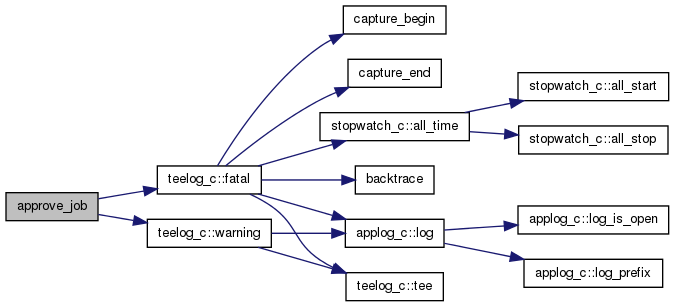 capture_begin
capture_end
stopwatch_c::all_start
stopwatch_c::all_time
stopwatch_c::all_stop
teelog_c::fatal
backtrace
approve_job
applog_c::log_is_open
teelog_c::warning
applog_c::log
applog_c::log_prefix
teelog_c::tee